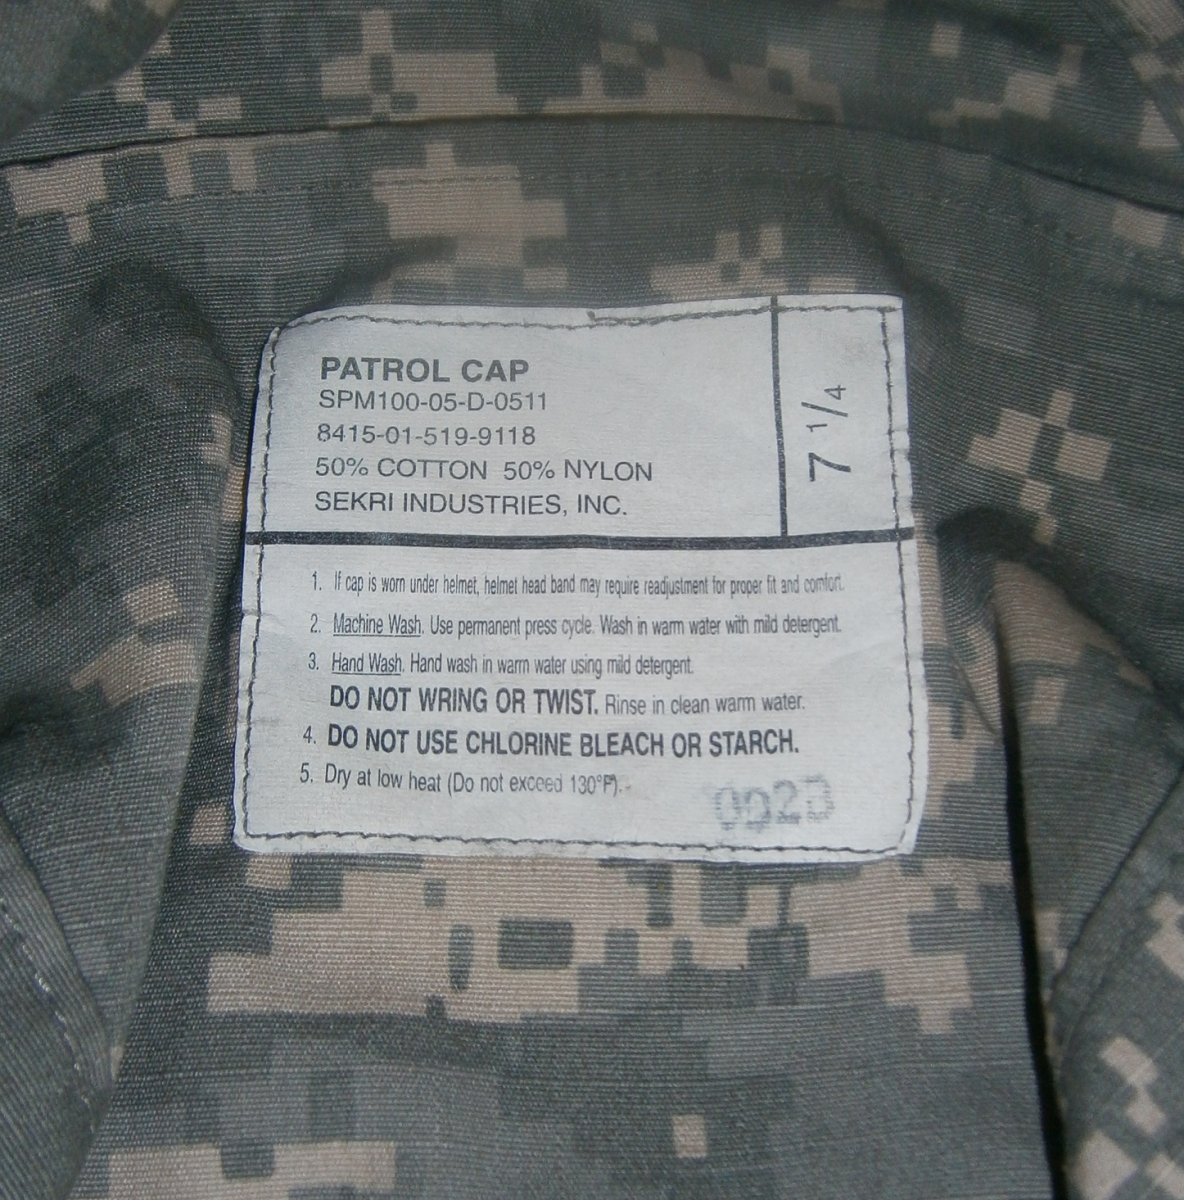 PATROL CAP
SPM100-05-D-0511
8415-01-519-9118
50% COTTON 50% NYLON
SEKRI INDUSTRIES, INC.
7 1/4
1. If cap is worn under helmet, helmet head band may require readjustment for proper fit and comfort.
2. Machine Wash. Use permanent press cycle. Wash in warm water with mild detergent.
3. Hand Wash. Hand wash in warm water using mild detergent.
DO NOT WRING OR TWIST. Rinse in clean warm water.
4. DO NOT USE CHLORINE BLEACH OR STARCH.
5. Dry at low heat (Do not exceed 130°F).